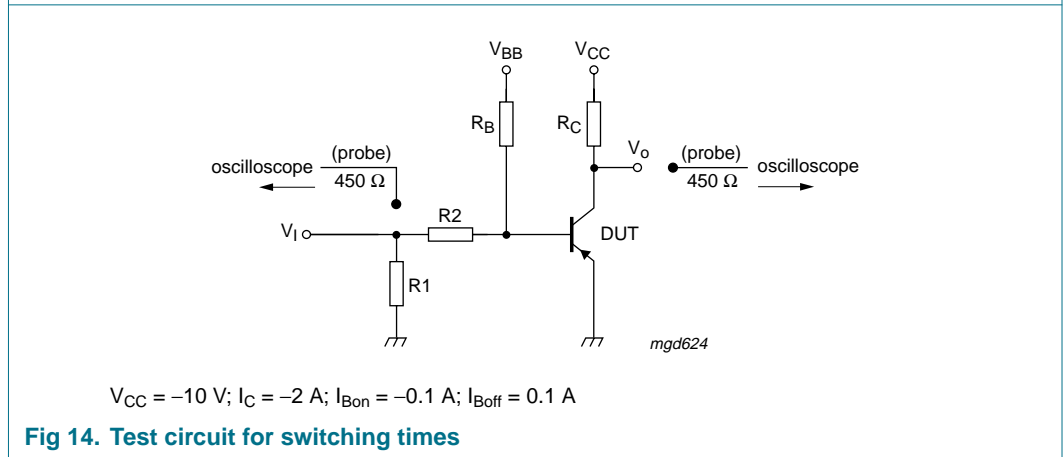 VBB VCC
RB RC
Vo
(probe) (probe)
oscilloscope oscilloscope
450 Ω 450 Ω
R2
VI DUT
R1
mgd624
VCC = −10 V; IC = −2 A; IBon = −0.1 A; IBoff = 0.1 A
Fig 14. Test circuit for switching times